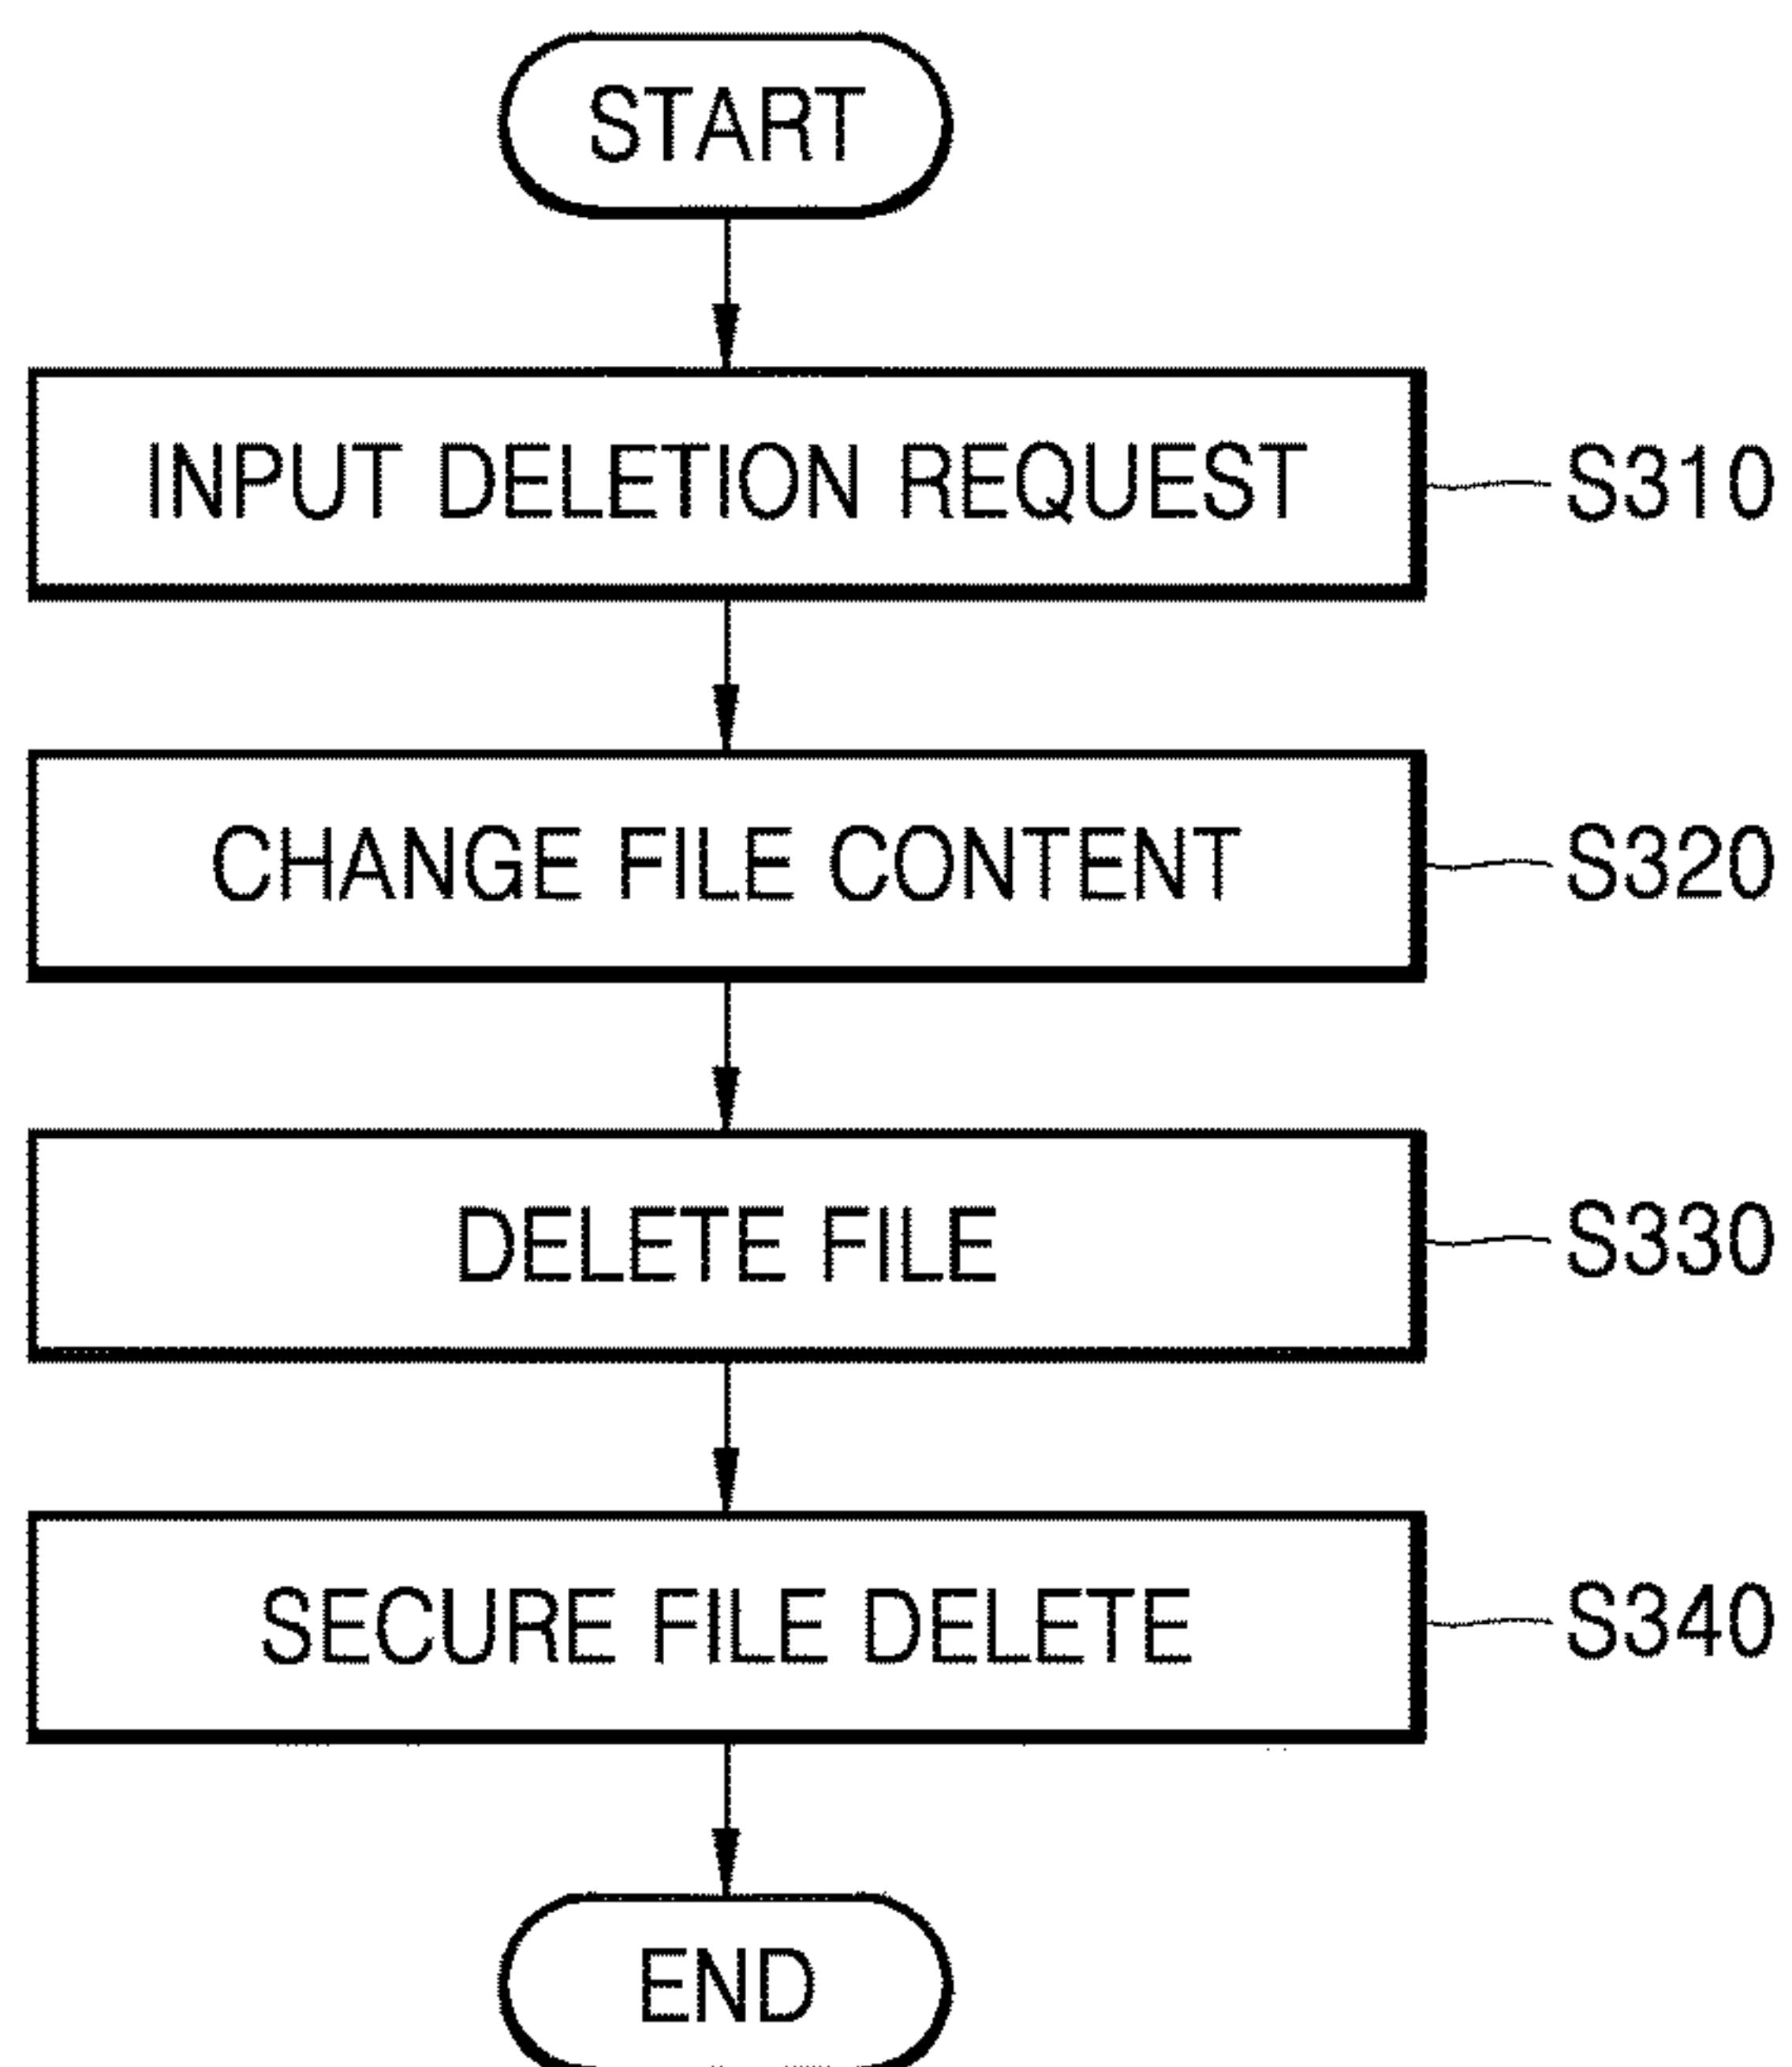 START
INPUT DELETION REQUEST S310
CHANGE FILE CONTENT S320
DELETE FILE S330
SECURE FILE DELETE S340
END